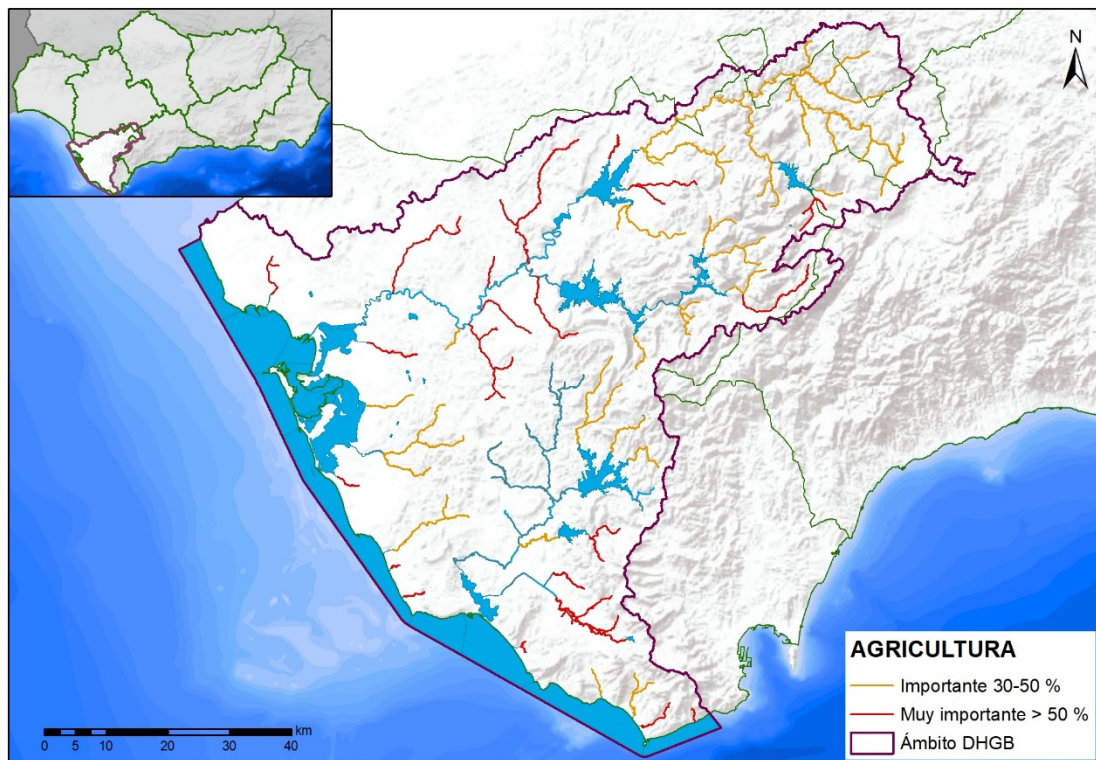 N
AGRICULTURA
Importante 30-50 %
Muy importante > 50 %
Ámbito DHGB
km
0 5 10 20 30 40